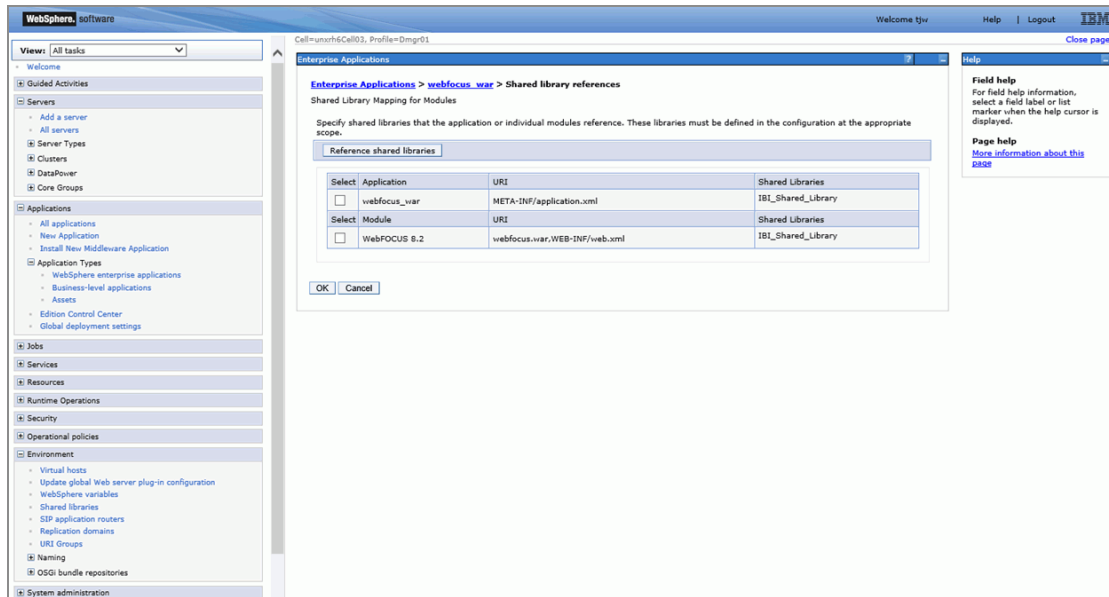 WebSphere. software
Welcome tjw
Help | Logout
IBM
View: All tasks
Welcome
Guided Activities
Servers
Add a server
All servers
Server Types
Clusters
DataPower
Core Groups
Applications
All applications
New Application
Install New Middleware Application
Application Types
WebSphere enterprise applications
Business-level applications
Assets
Edition Control Center
Global deployment settings
Jobs
Services
Resources
Runtime Operations
Security
Operational policies
Environment
Virtual hosts
Update global Web server plug-in configuration
WebSphere variables
Shared libraries
SIP application routers
Replication domains
URI Groups
Naming
OSGi bundle repositories
System administration
Cell=unxrh6Cell03, Profile=Dmgr01
Close page
Enterprise Applications
?
Enterprise Applications > webfocus_war > Shared library references
Shared Library Mapping for Modules
Specify shared libraries that the application or individual modules reference. These libraries must be defined in the configuration at the appropriate
scope.
Reference shared libraries
Select Application URI Shared Libraries
webfocus_war META-INF/application.xml IBI_Shared_Library
Select Module URI Shared Libraries
WebFOCUS 8.2 webfocus.war,WEB-INF/web.xml IBI_Shared_Library
OK Cancel
Help
Field help
For field help information,
select a field label or list
marker when the help cursor is
displayed.
Page help
More information about this
page